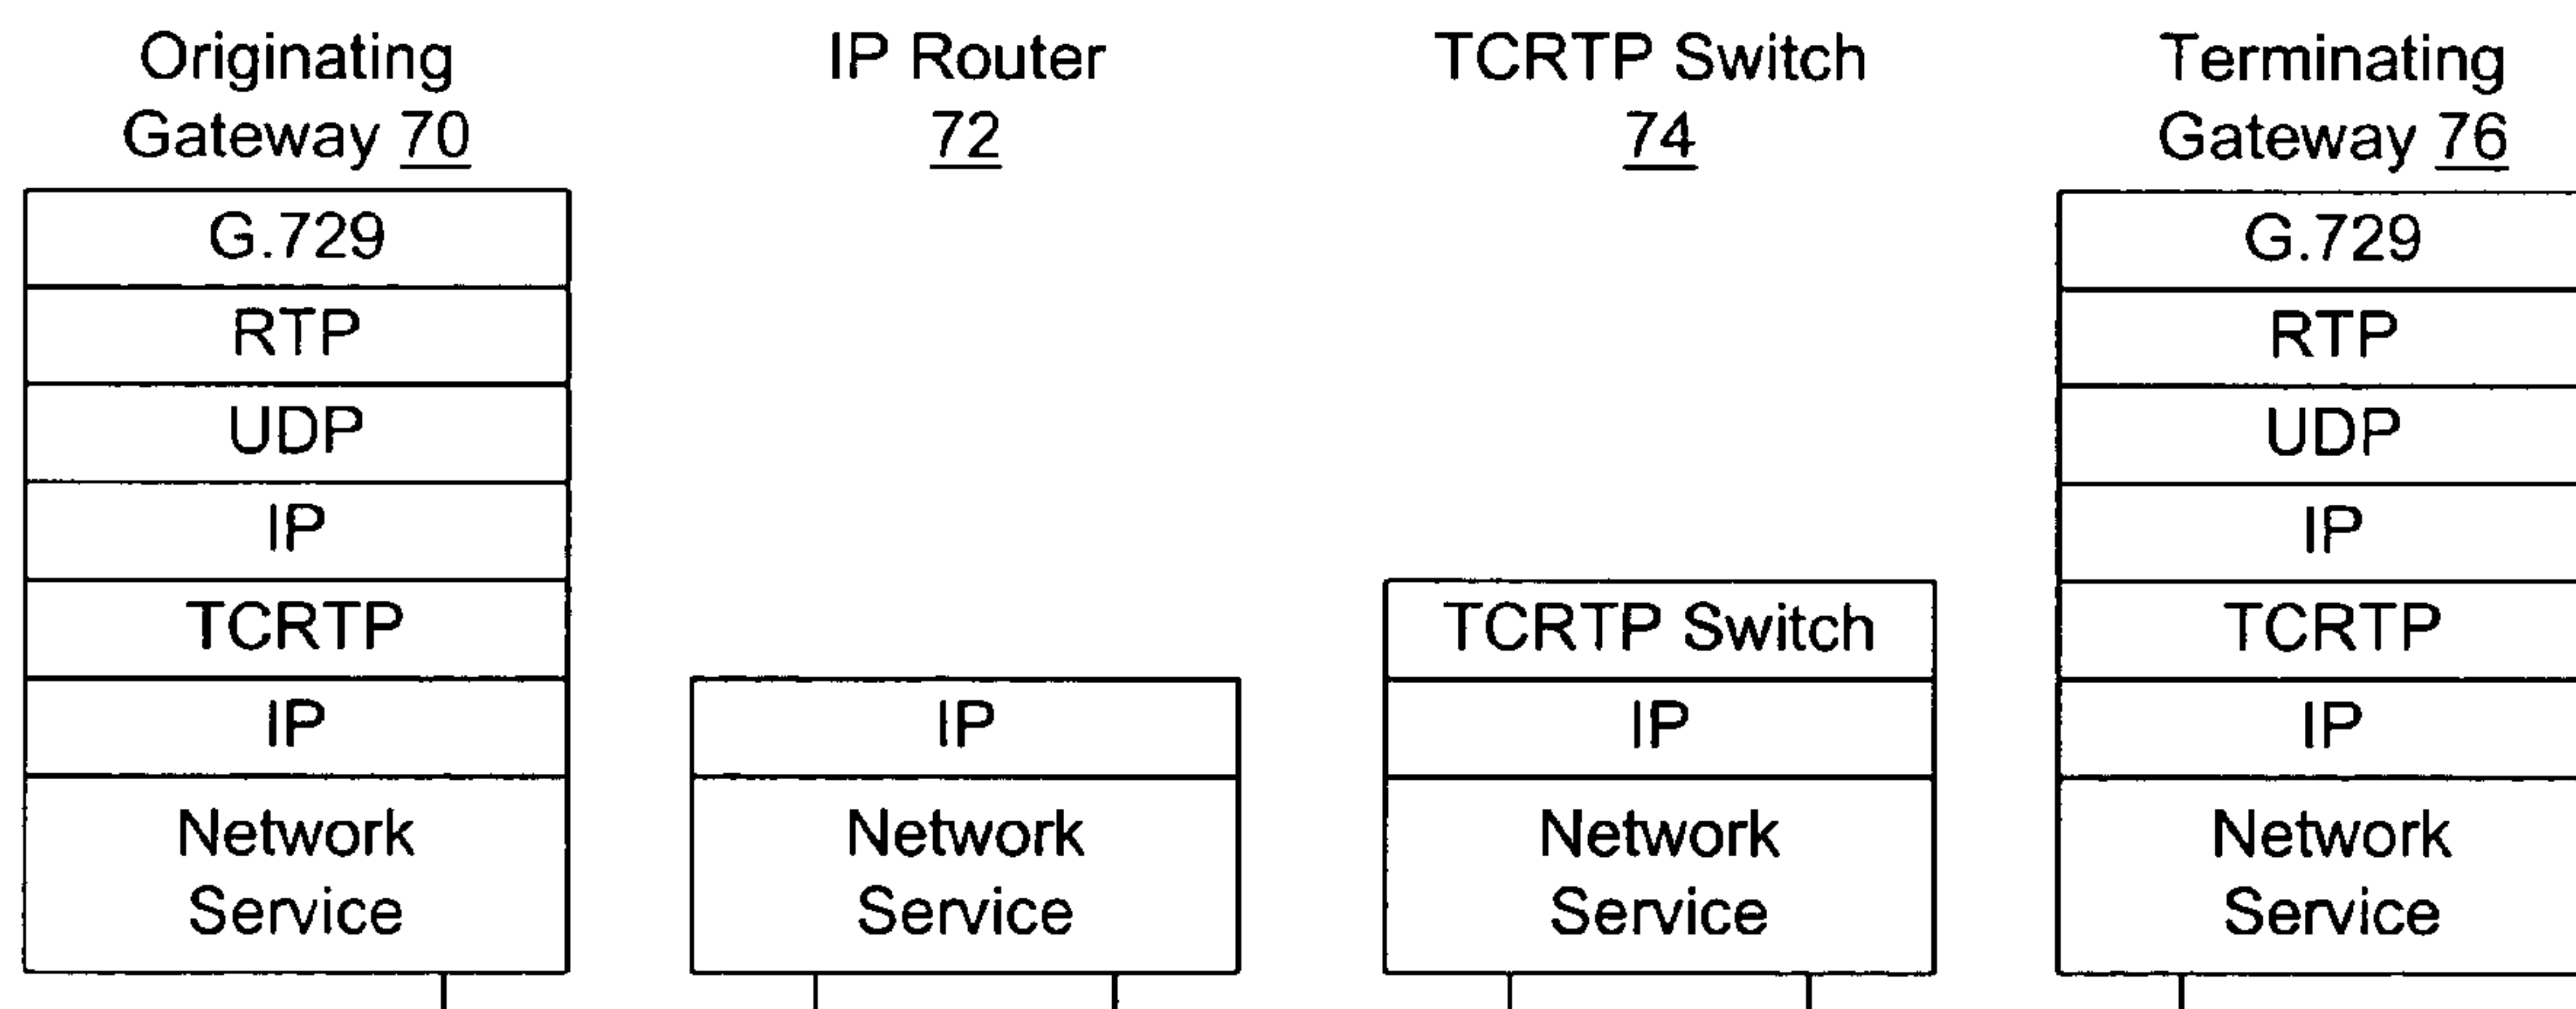 Originating
Gateway 70
G.729
RTP
UDP
IP
TCRTP
IP
Network
Service
IP Router
72
IP
Network
Service
TCRTP Switch
74
TCRTP Switch
IP
Network
Service
Terminating
Gateway 76
G.729
RTP
UDP
IP
TCRTP
IP
Network
Service